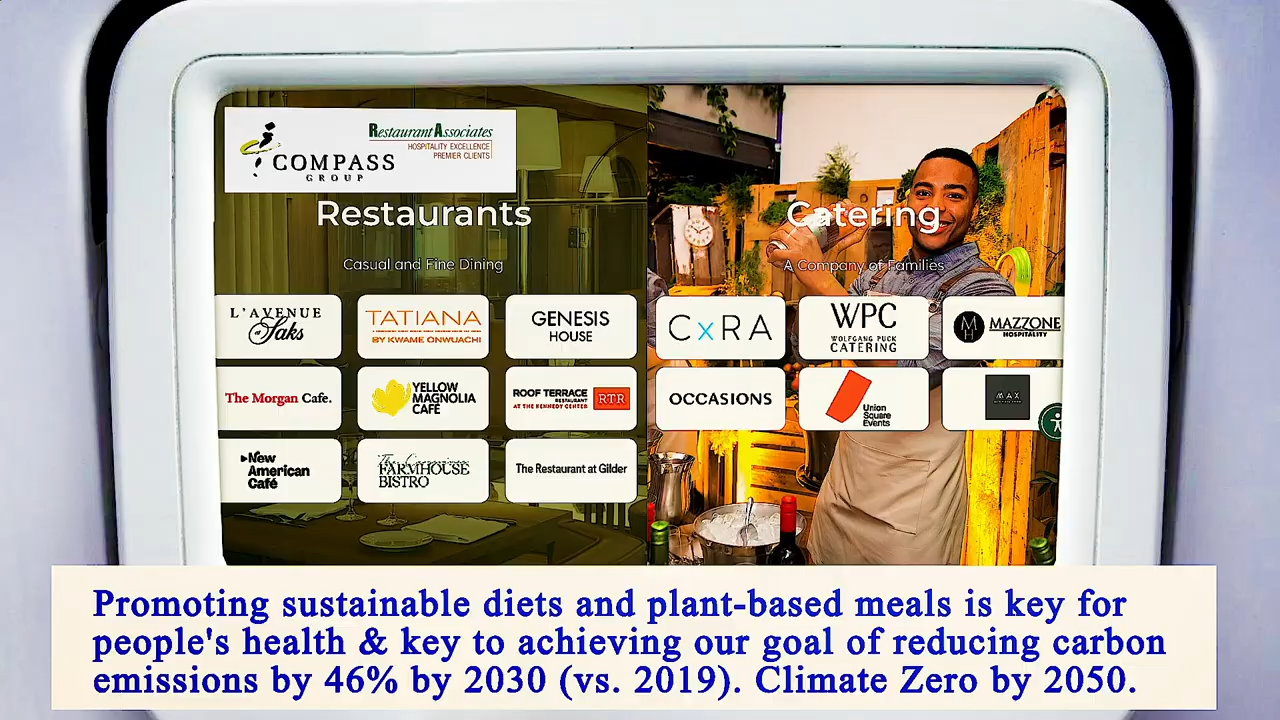 COMPASS
GROUP
Restaurant Associates
HOSPITALITY EXCELLENCE
PREMIER CLIENTS
Restaurants
Casual and Fine Dining
L'AVENUE
Saks
TATIANA
BY KWAME ONWUACHI
GENESIS
HOUSE
The Morgan Cafe.
YELLOW
MAGNOLIA
CAFÉ
ROOF TERRACE
RESTAURANT
AT THE KENNEDY CENTER
RTR
New
American
Café
FARMHOUSE
BISTRO
The Restaurant at Gilder
Catering
A Company of Families
CxRA
WPC
WOLFGANG PUCK
CATERING
MH
MAZZONE
HOSPITALITY
OCCASIONS
Union
Square
Events
MAX
Promoting sustainable diets and plant-based meals is key for
people's health & key to achieving our goal of reducing carbon
emissions by 46% by 2030 (vs. 2019). Climate Zero by 2050.